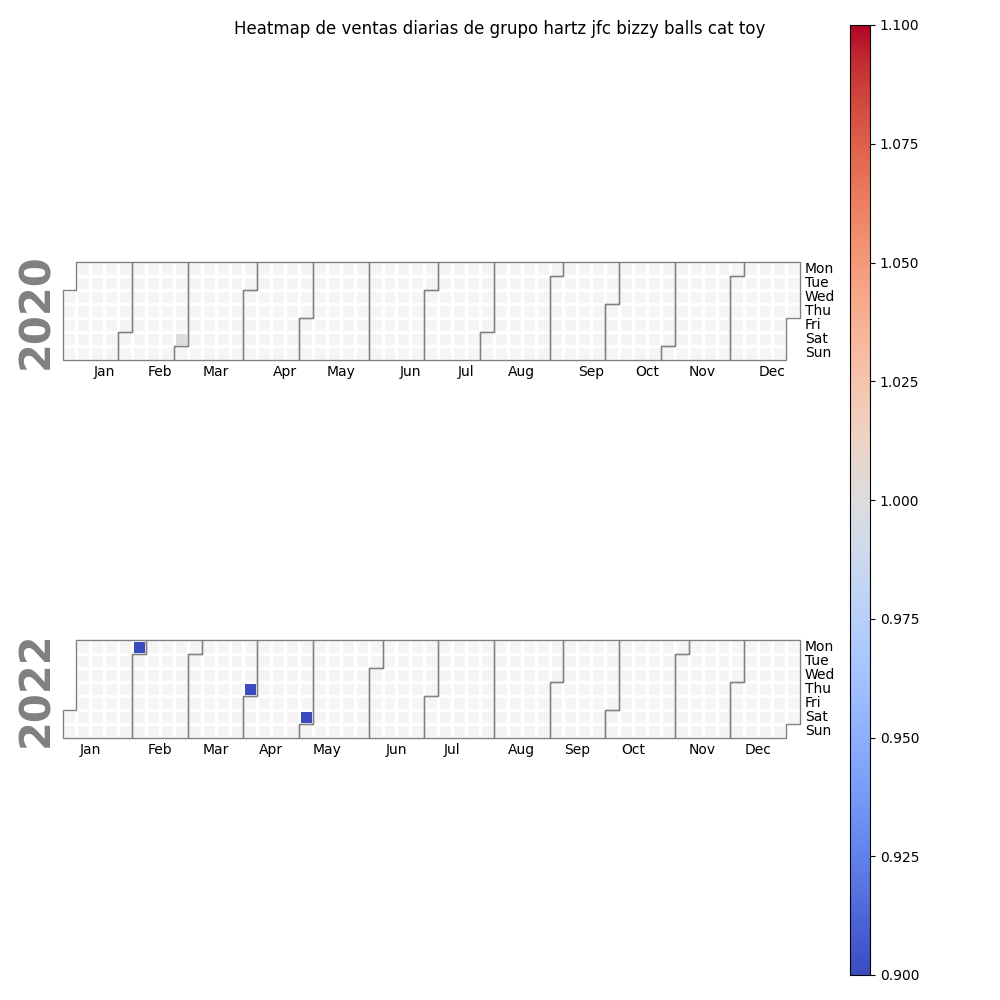 Heatmap de ventas diarias de grupo hartz jfc bizzy balls cat toy
2020
Mon
Tue
Wed
Thu
Fri
Sat
Sun
Jan Feb Mar Apr May Jun Jul Aug Sep Oct Nov Dec
2022
Mon
Tue
Wed
Thu
Fri
Sat
Sun
Jan Feb Mar Apr May Jun Jul Aug Sep Oct Nov Dec
1.100
1.075
1.050
1.025
1.000
0.975
0.950
0.925
0.900